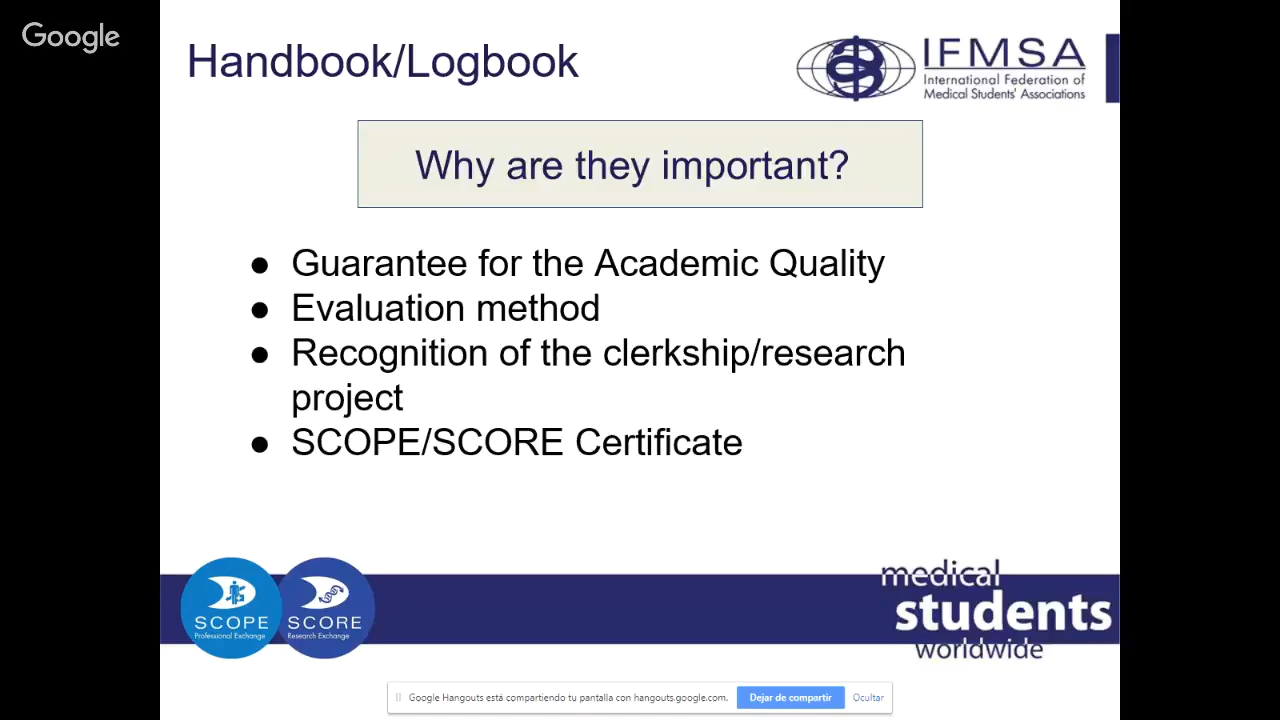 Google
Handbook/Logbook
IFMSA
International Federation of
Medical Students' Associations
Why are they important?
● Guarantee for the Academic Quality
● Evaluation method
● Recognition of the clerkship/research
project
● SCOPE/SCORE Certificate
SCOPE
Professional Exchange
SCORE
Research Exchange
medical
students
worldwide
Google Hangouts está compartiendo tu pantalla con hangouts.google.com. Dejar de compartir Ocultar